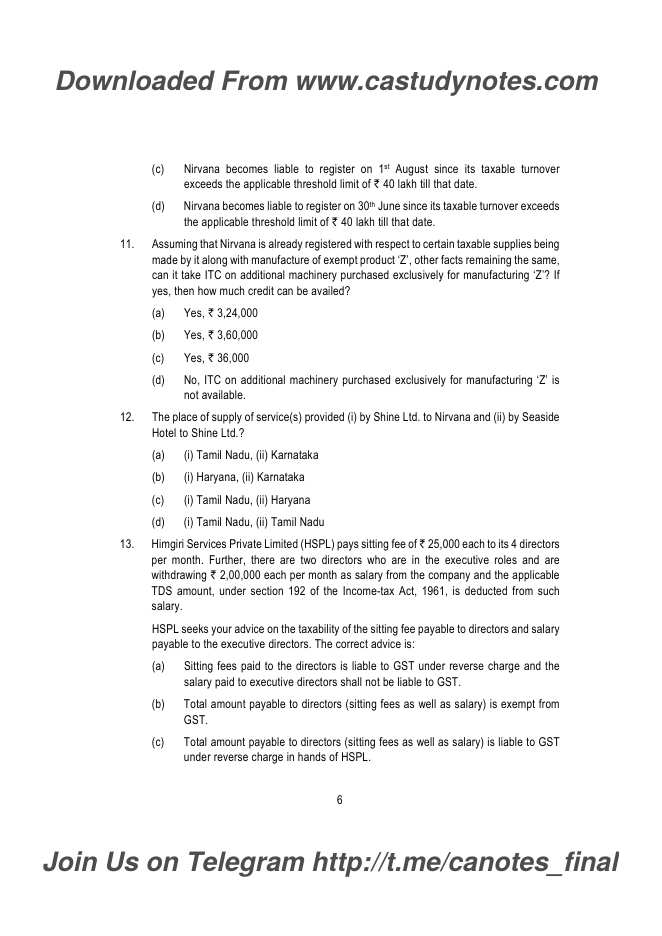 Downloaded From www.castudynotes.com
(c) Nirvana becomes liable to register on 1st August since its taxable turnover
exceeds the applicable threshold limit of ₹ 40 lakh till that date.
(d) Nirvana becomes liable to register on 30th June since its taxable turnover exceeds
the applicable threshold limit of ₹ 40 lakh till that date.
11. Assuming that Nirvana is already registered with respect to certain taxable supplies being
made by it along with manufacture of exempt product ‘Z’, other facts remaining the same,
can it take ITC on additional machinery purchased exclusively for manufacturing ‘Z’? If
yes, then how much credit can be availed?
(a) Yes, ₹ 3,24,000
(b) Yes, ₹ 3,60,000
(c) Yes, ₹ 36,000
(d) No, ITC on additional machinery purchased exclusively for manufacturing ‘Z’ is
not available.
12. The place of supply of service(s) provided (i) by Shine Ltd. to Nirvana and (ii) by Seaside
Hotel to Shine Ltd.?
(a) (i) Tamil Nadu, (ii) Karnataka
(b) (i) Haryana, (ii) Karnataka
(c) (i) Tamil Nadu, (ii) Haryana
(d) (i) Tamil Nadu, (ii) Tamil Nadu
13. Himgiri Services Private Limited (HSPL) pays sitting fee of ₹ 25,000 each to its 4 directors
per month. Further, there are two directors who are in the executive roles and are
withdrawing ₹ 2,00,000 each per month as salary from the company and the applicable
TDS amount, under section 192 of the Income-tax Act, 1961, is deducted from such
salary.
HSPL seeks your advice on the taxability of the sitting fee payable to directors and salary
payable to the executive directors. The correct advice is:
(a) Sitting fees paid to the directors is liable to GST under reverse charge and the
salary paid to executive directors shall not be liable to GST.
(b) Total amount payable to directors (sitting fees as well as salary) is exempt from
GST.
(c) Total amount payable to directors (sitting fees as well as salary) is liable to GST
under reverse charge in hands of HSPL.
6
Join Us on Telegram http://t.me/canotes_final